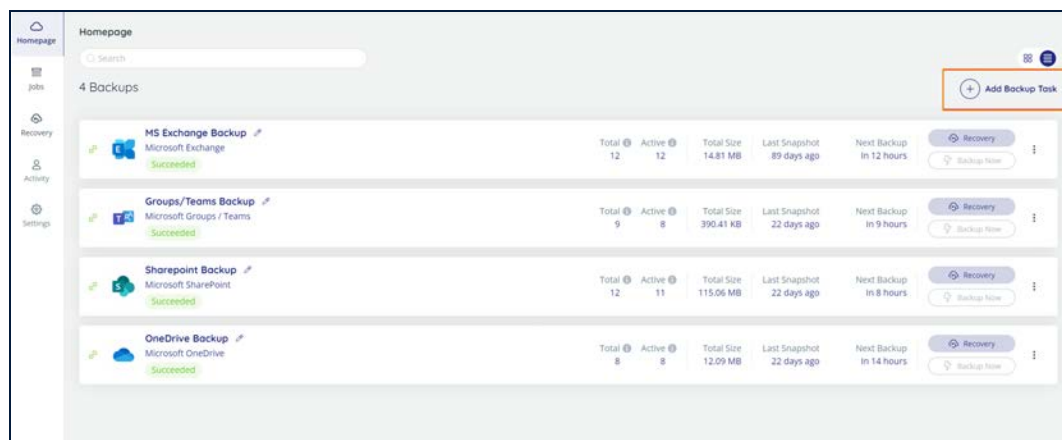 Homepage
Jobs
Recovery
Activity
Settings
Homepage
Search
4 Backups
Add Backup Task
MS Exchange Backup
Microsoft Exchange
Succeeded
Total Active Total Size Last Snapshot Next Backup
12 12 14.81 MB 89 days ago In 12 hours
Recovery
Backup Now
Groups/Teams Backup
Microsoft Groups / Teams
Succeeded
Total Active Total Size Last Snapshot Next Backup
9 8 390.41 KB 22 days ago In 9 hours
Recovery
Backup Now
Sharepoint Backup
Microsoft SharePoint
Succeeded
Total Active Total Size Last Snapshot Next Backup
12 11 115.06 MB 22 days ago In 8 hours
Recovery
Backup Now
OneDrive Backup
Microsoft OneDrive
Succeeded
Total Active Total Size Last Snapshot Next Backup
8 8 12.09 MB 22 days ago In 14 hours
Recovery
Backup Now